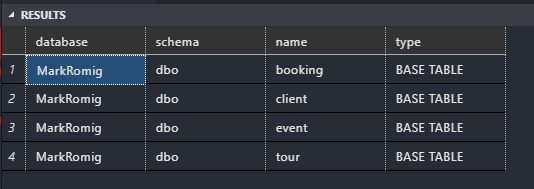 RESULTS
database schema name type
1 MarkRomig dbo booking BASE TABLE
2 MarkRomig dbo client BASE TABLE
3 MarkRomig dbo event BASE TABLE
4 MarkRomig dbo tour BASE TABLE